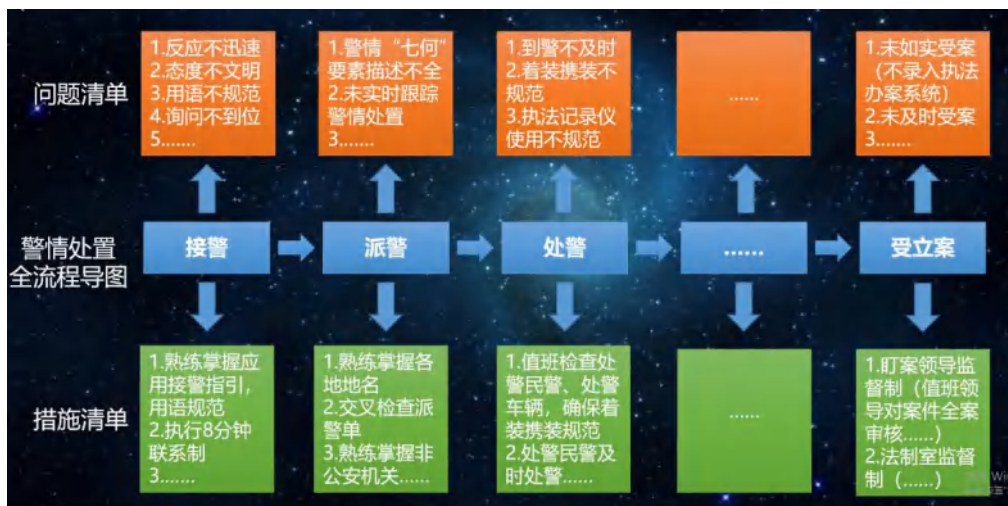 问题清单
1.反应不迅速
2.态度不文明
3.用语不规范
4.询问不到位
5.......
1.警情“七何”
要素描述不全
2.未实时跟踪
警情处置
3.......
1.到警不及时
2.着装携装不
规范
3.执法记录仪
使用不规范
......
1.未如实受案
（不录入执法
办案系统）
2.未及时受案
3.......
警情处置
全流程导图
接警
派警
处警
......
受立案
措施清单
1.熟练掌握应
用接警指引，
用语规范
2.执行8分钟
联系制
3.......
1.熟练掌握各
地地名
2.交叉检查派
警单
3.熟练掌握非
公安机关......
1.值班检查处
警民警、处警
车辆，确保着
装携装规范
2.处警民警及
时处警......
......
1.盯案领导监
督制（值班领
导对案件全案
审核......）
2.法制室监督
制（......）